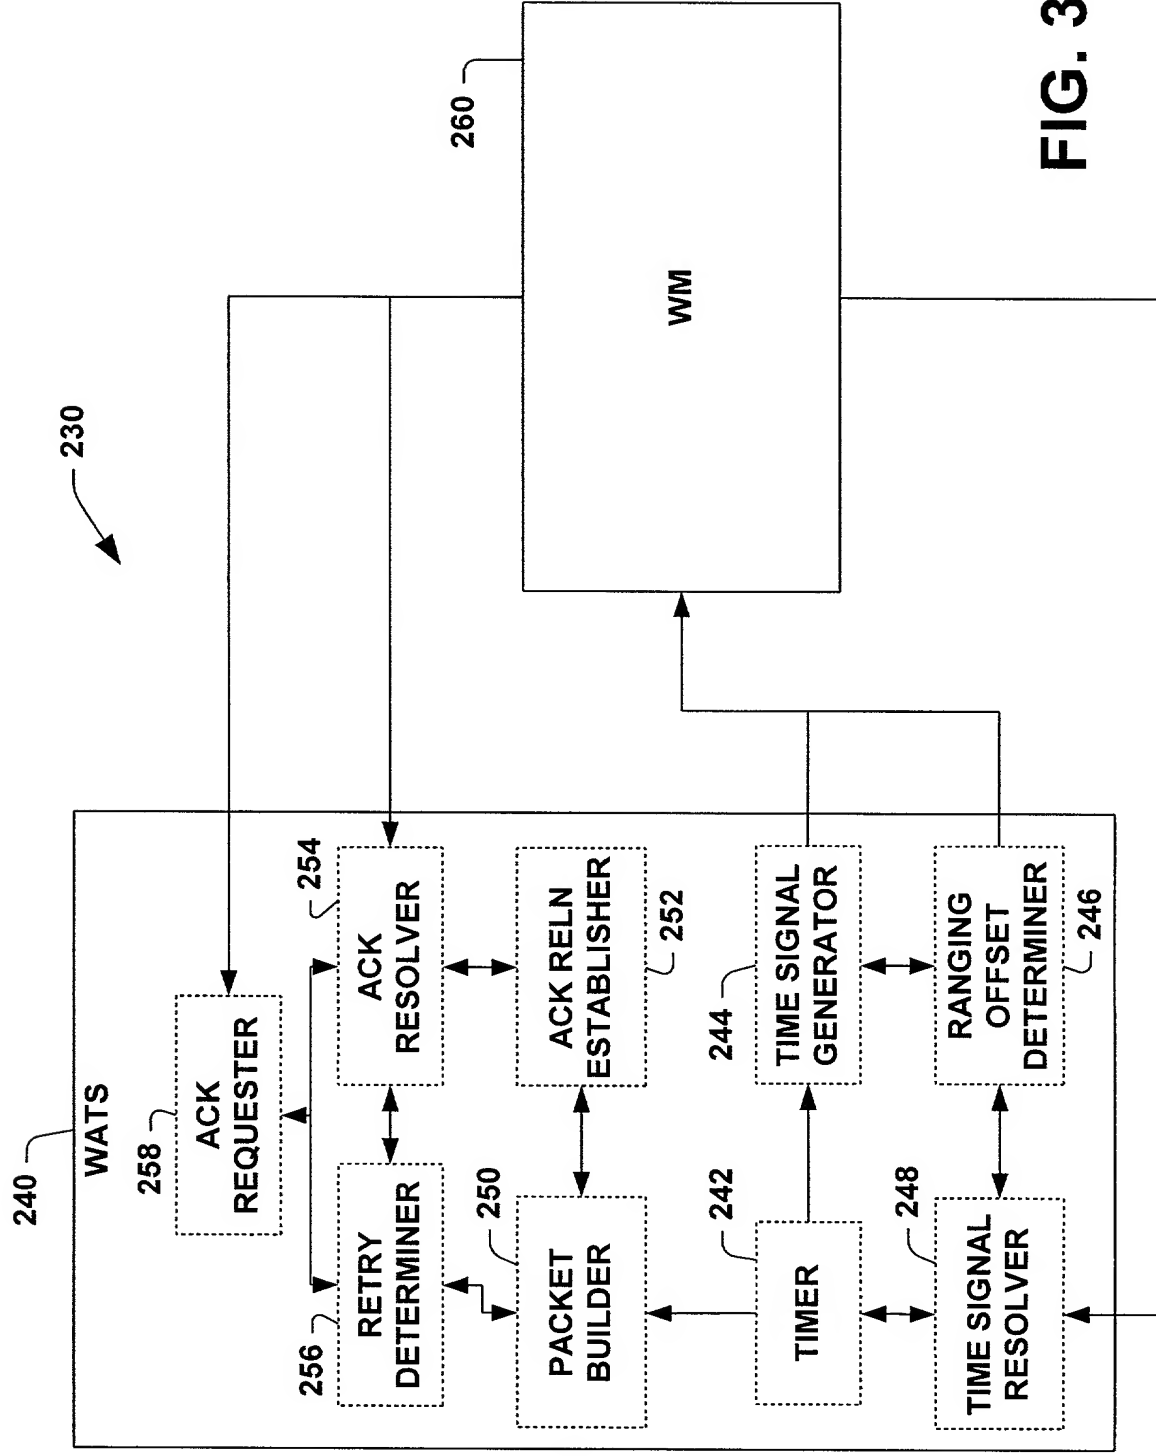 230
240
WATS
258
ACK
REQUESTER
256
RETRY
DETERMINER
254
ACK
RESOLVER
250
PACKET
BUILDER
ACK RELN
ESTABLISHER
252
242
TIMER
244
TIME SIGNAL
GENERATOR
248
TIME SIGNAL
RESOLVER
RANGING
OFFSET
DETERMINER
246
260
WM
FIG. 3